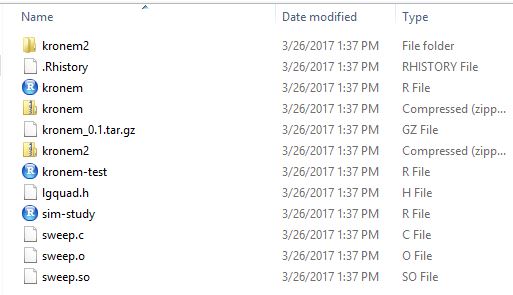 Name Date modified Type
kronem2 3/26/2017 1:37 PM File folder
.Rhistory 3/26/2017 1:37 PM RHISTORY File
kronem 3/26/2017 1:37 PM R File
kronem 3/26/2017 1:37 PM Compressed (zipp...
kronem_0.1.tar.gz 3/26/2017 1:37 PM GZ File
kronem2 3/26/2017 1:37 PM Compressed (zipp...
kronem-test 3/26/2017 1:37 PM R File
lgquad.h 3/26/2017 1:37 PM H File
sim-study 3/26/2017 1:37 PM R File
sweep.c 3/26/2017 1:37 PM C File
sweep.o 3/26/2017 1:37 PM O File
sweep.so 3/26/2017 1:37 PM SO File